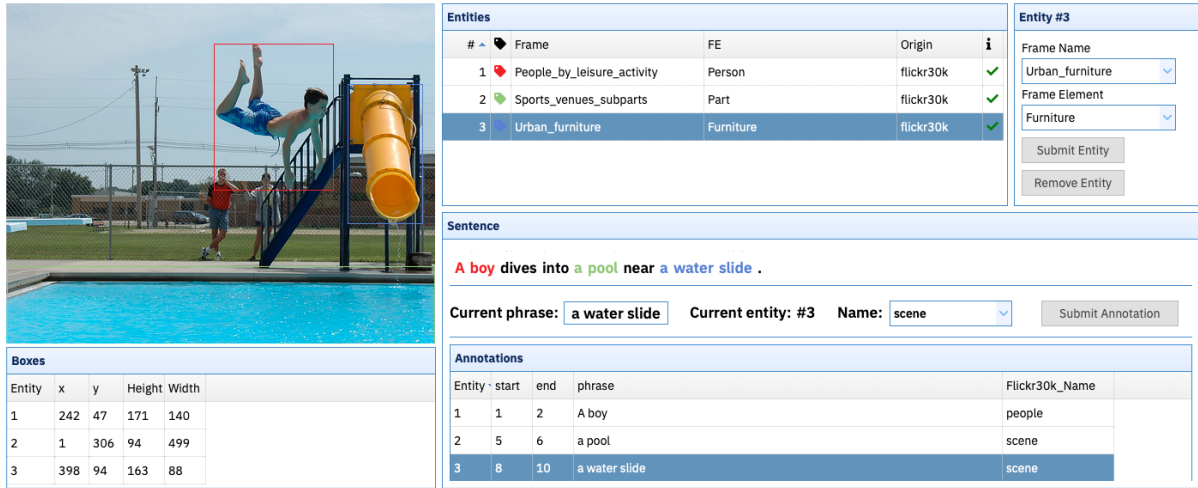 Entities
# Frame FE Origin i
1 People_by_leisure_activity Person flickr30k
2 Sports_venues_subparts Part flickr30k
3 Urban_furniture Furniture flickr30k
Entity #3
Frame Name
Urban_furniture
Frame Element
Furniture
Submit Entity
Remove Entity
Sentence
A boy dives into a pool near a water slide .
Current phrase: a water slide Current entity: #3 Name: scene Submit Annotation
Boxes
Entity x y Height Width
1 242 47 171 140
2 1 306 94 499
3 398 94 163 88
Annotations
Entity start end phrase Flickr30k_Name
1 1 2 A boy people
2 5 6 a pool scene
3 8 10 a water slide scene